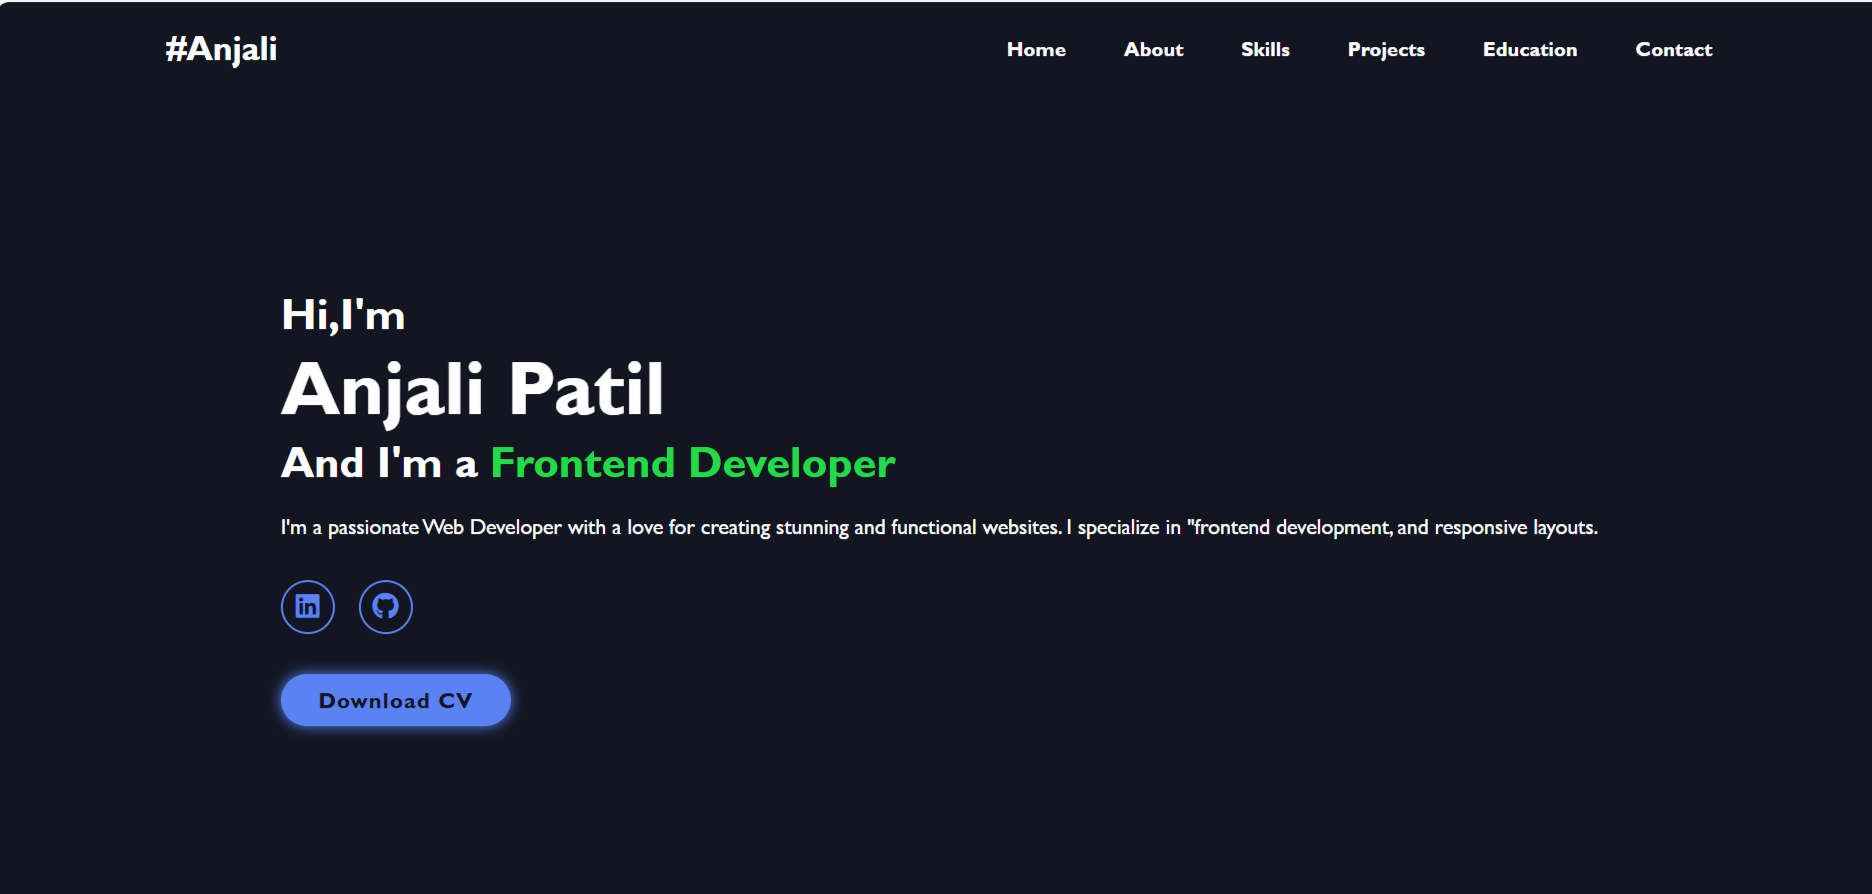 #Anjali
Home About Skills Projects Education Contact
Hi,I'm
Anjali Patil
And I'm a Frontend Developer
I'm a passionate Web Developer with a love for creating stunning and functional websites. I specialize in "frontend development, and responsive layouts.
in
Download CV